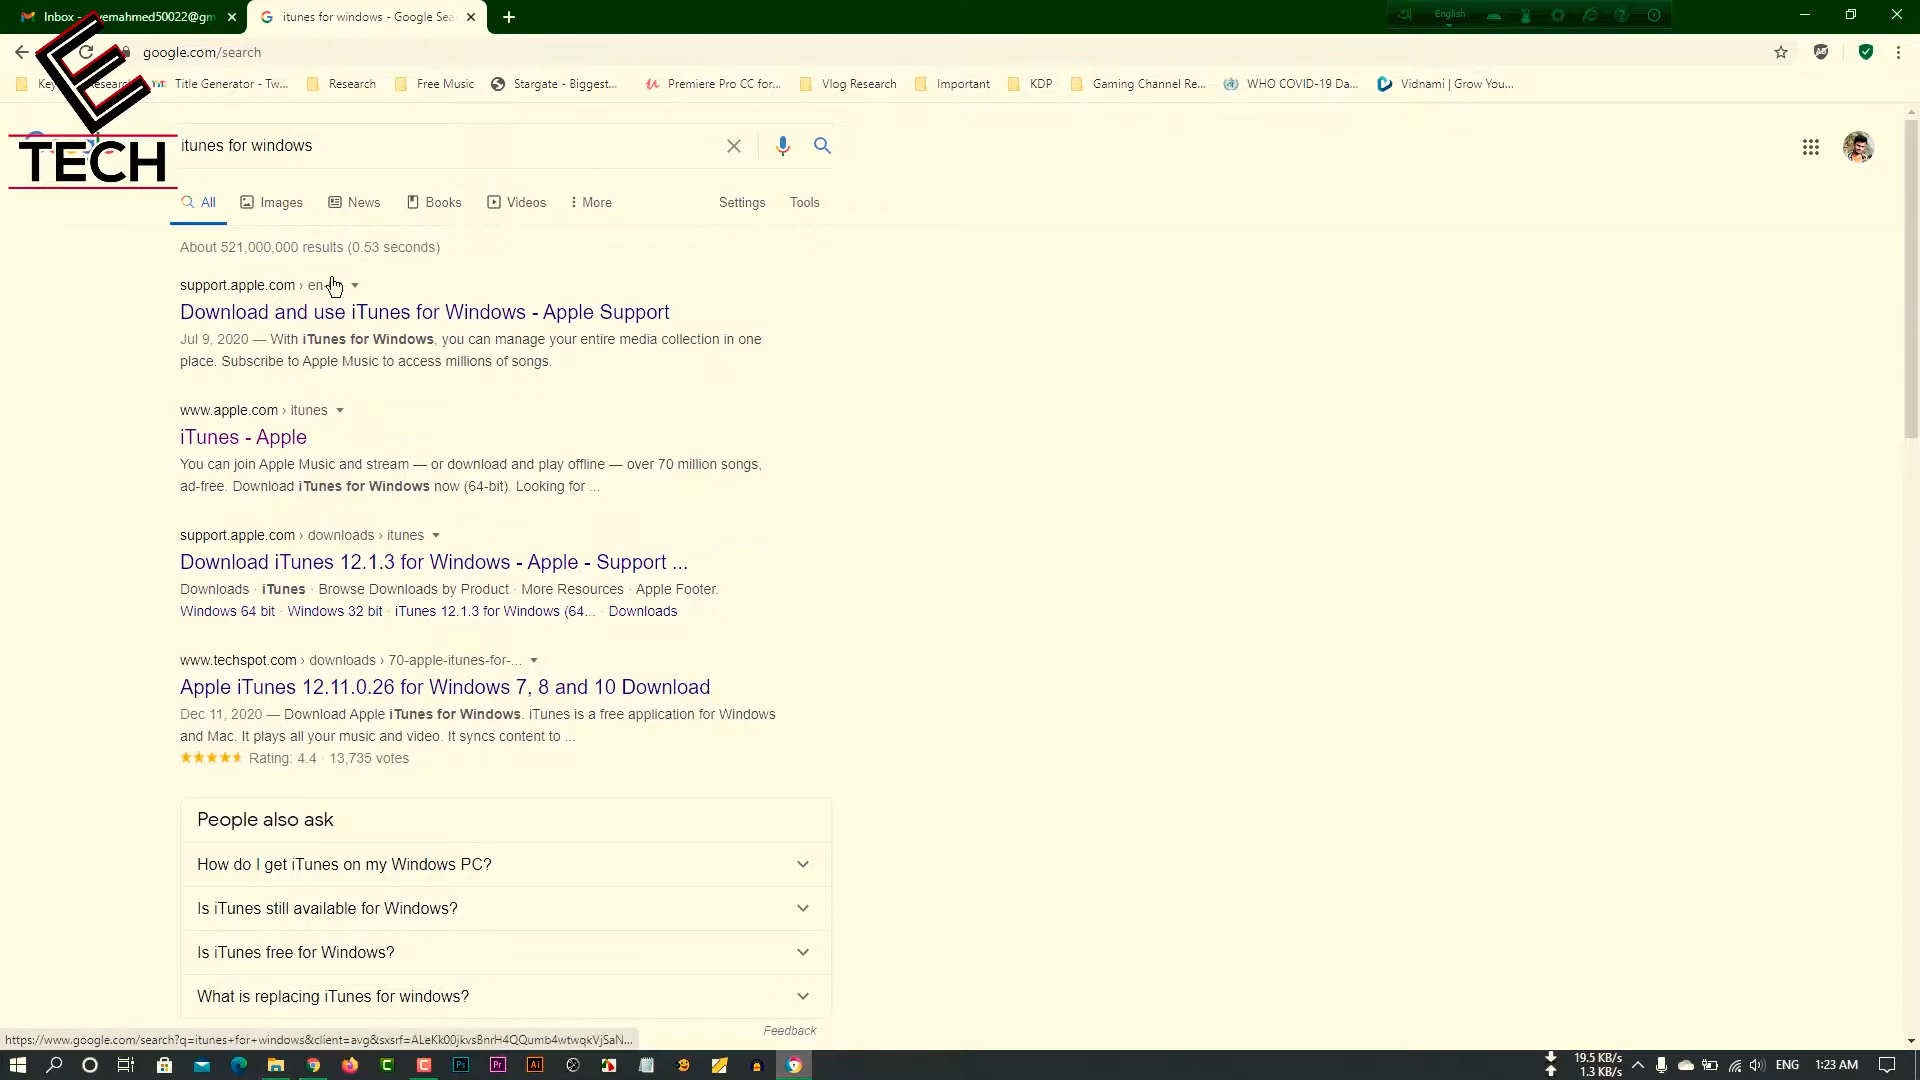 Inbox -
yemahmed50022@gm
itunes for windows - Google Sea
English
google.com/search
Title Generator - Tw...
Research
Free Music
Stargate - Biggest...
Premiere Pro CC for...
Vlog Research
Important
KDP
Gaming Channel Re...
WHO COVID-19 Da...
Vidnami | Grow You...
E
TECH
itunes for windows
All
Images
News
Books
Videos
More
Settings
Tools
About 521,000,000 results (0.53 seconds)
support.apple.com › en-
Download and use iTunes for Windows - Apple Support
Jul 9, 2020 — With iTunes for Windows, you can manage your entire media collection in one
place. Subscribe to Apple Music to access millions of songs.
www.apple.com › itunes
iTunes - Apple
You can join Apple Music and stream — or download and play offline — over 70 million songs,
ad-free. Download iTunes for Windows now (64-bit). Looking for ...
support.apple.com › downloads › itunes
Download iTunes 12.1.3 for Windows - Apple - Support ...
Downloads · iTunes · Browse Downloads by Product · More Resources · Apple Footer.
Windows 64 bit · Windows 32 bit · iTunes 12.1.3 for Windows (64... · Downloads
www.techspot.com › downloads › 70-apple-itunes-for-...
Apple iTunes 12.11.0.26 for Windows 7, 8 and 10 Download
Dec 11, 2020 — Download Apple iTunes for Windows. iTunes is a free application for Windows
and Mac. It plays all your music and video. It syncs content to ...
Rating: 4.4 · 13,735 votes
People also ask
How do I get iTunes on my Windows PC?
Is iTunes still available for Windows?
Is iTunes free for Windows?
What is replacing iTunes for windows?
Feedback
19.5 KB/s
1.3 KB/s
ENG
1:23 AM